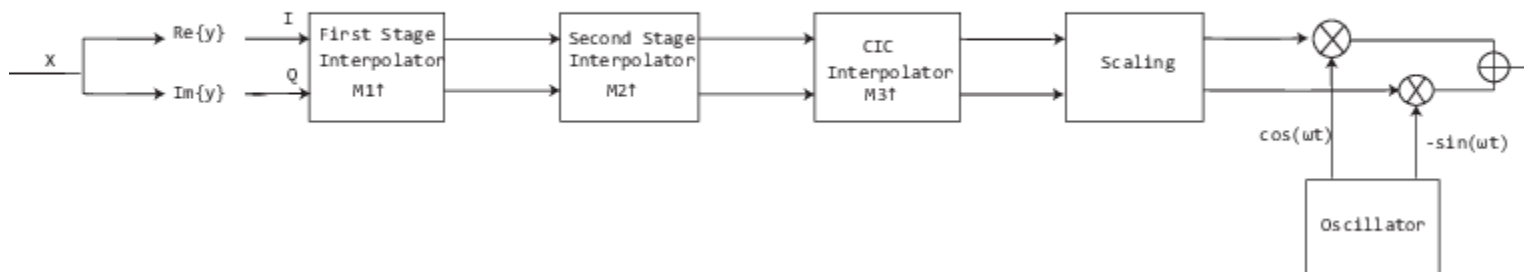 X
Re{y}
Im{y}
I
Q
First Stage
Interpolator
M1↑
Second Stage
Interpolator
M2↑
CIC
Interpolator
M3↑
Scaling
cos(ωt)
-sin(ωt)
Oscillator